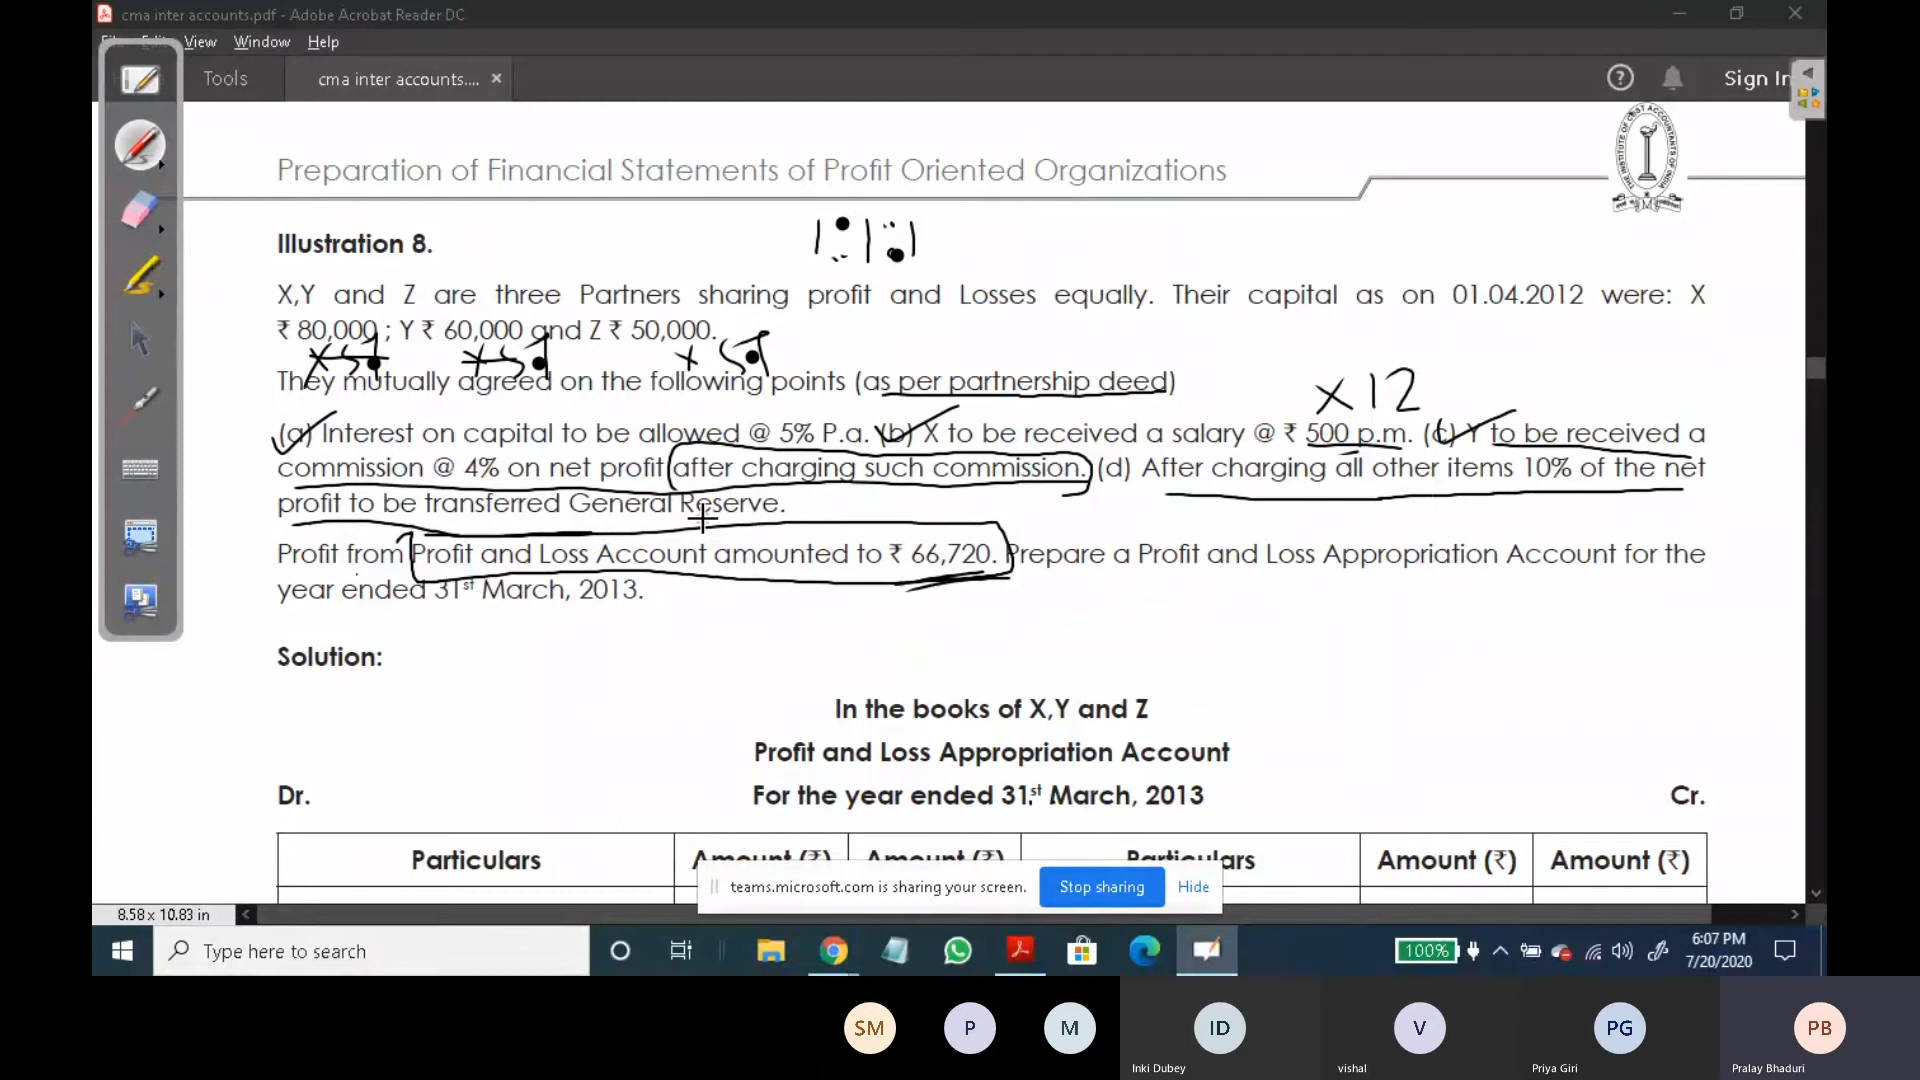 cma inter accounts.pdf - Adobe Acrobat Reader DC
View Window Help
Tools
cma inter accounts....
Sign In
Preparation of Financial Statements of Profit Oriented Organizations
Illustration 8.
X,Y and Z are three Partners sharing profit and Losses equally. Their capital as on 01.04.2012 were: X
₹ 80,000 ; Y ₹ 60,000 and Z ₹ 50,000.
They mutually agreed on the following points (as per partnership deed)
×12
(a) Interest on capital to be allowed @ 5% P.a. (b) X to be received a salary @ ₹ 500 p.m. (c) Y to be received a
commission @ 4% on net profit after charging such commission. (d) After charging all other items 10% of the net
profit to be transferred General Reserve.
Profit from Profit and Loss Account amounted to ₹ 66,720. Prepare a Profit and Loss Appropriation Account for the
year ended 31st March, 2013.
Solution:
In the books of X,Y and Z
Profit and Loss Appropriation Account
Dr. For the year ended 31st March, 2013 Cr.
Particulars Amount (₹) Amount (₹) Particulars Amount (₹) Amount (₹)
teams.microsoft.com is sharing your screen. Stop sharing Hide
8.58 x 10.83 in
Type here to search
100%
6:07 PM
7/20/2020
SM P M ID V PG PB
Inki Dubey vishal Priya Giri Pralay Bhaduri